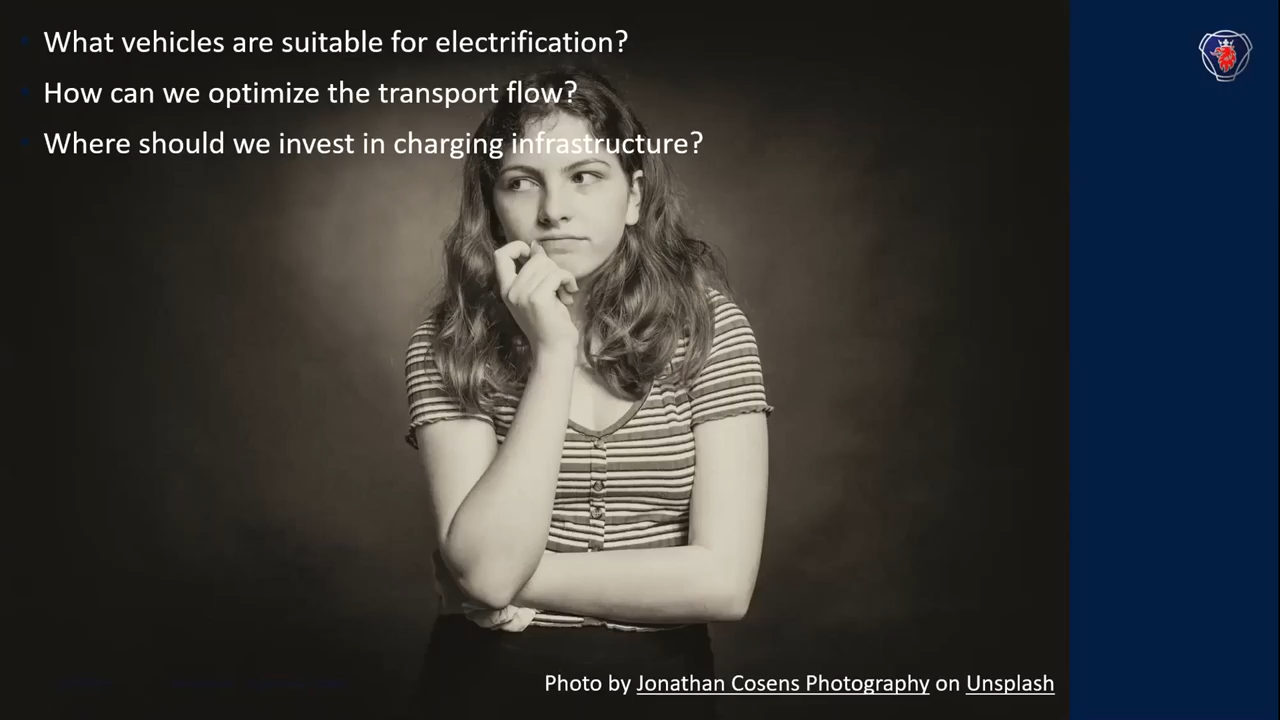 What vehicles are suitable for electrification?
How can we optimize the transport flow?
Where should we invest in charging infrastructure?
Photo by Jonathan Cosens Photography on Unsplash